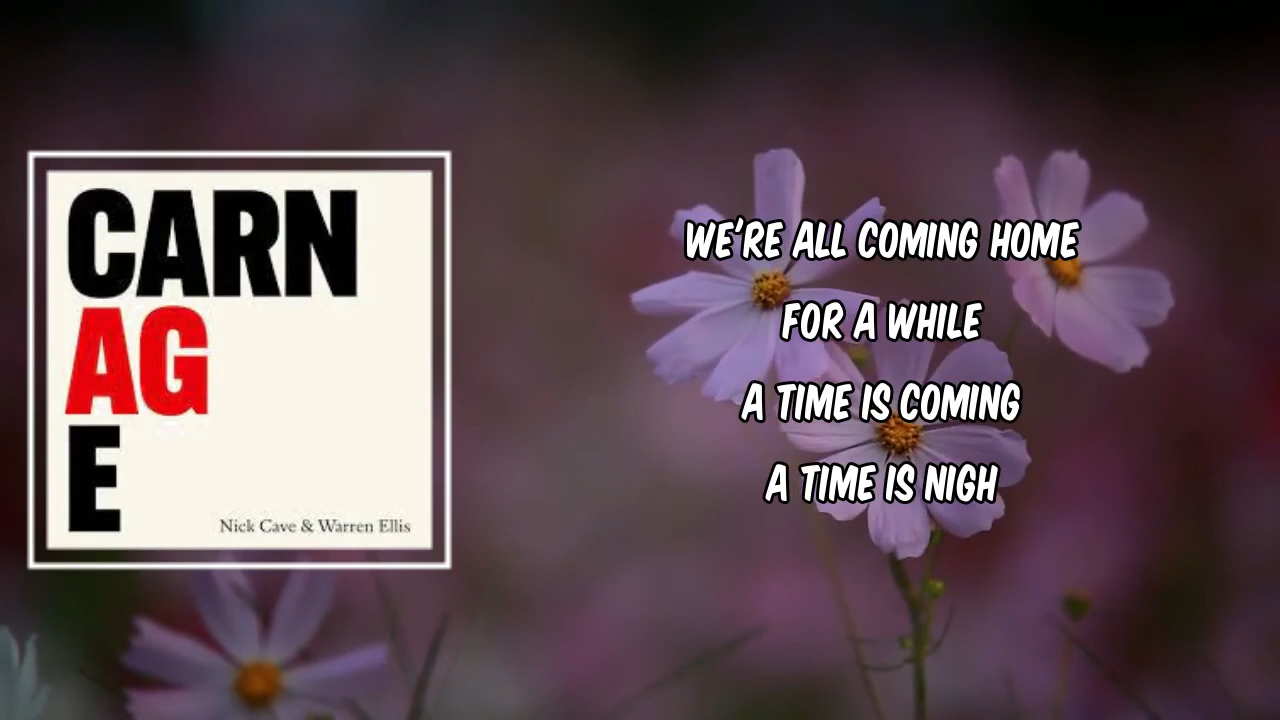 CARN
AG
E
Nick Cave & Warren Ellis
WE'RE ALL COMING HOME
FOR A WHILE
A TIME IS COMING
A TIME IS NIGH